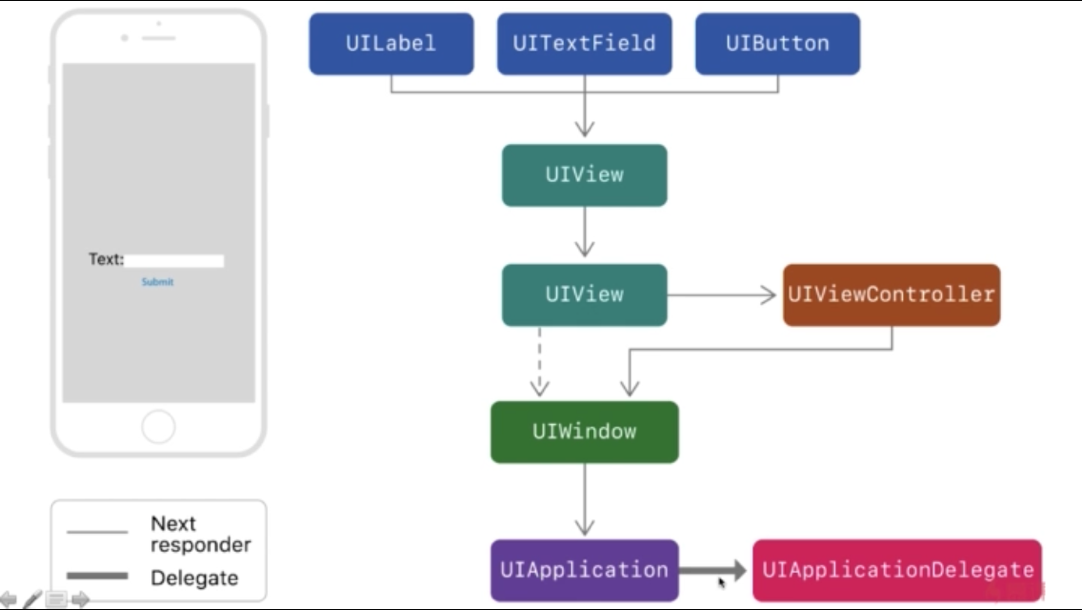 UILabel
UITextField
UIButton
UIView
Text:
Submit
UIView
UIViewController
UIWindow
Next
responder
Delegate
UIApplication
UIApplicationDelegate